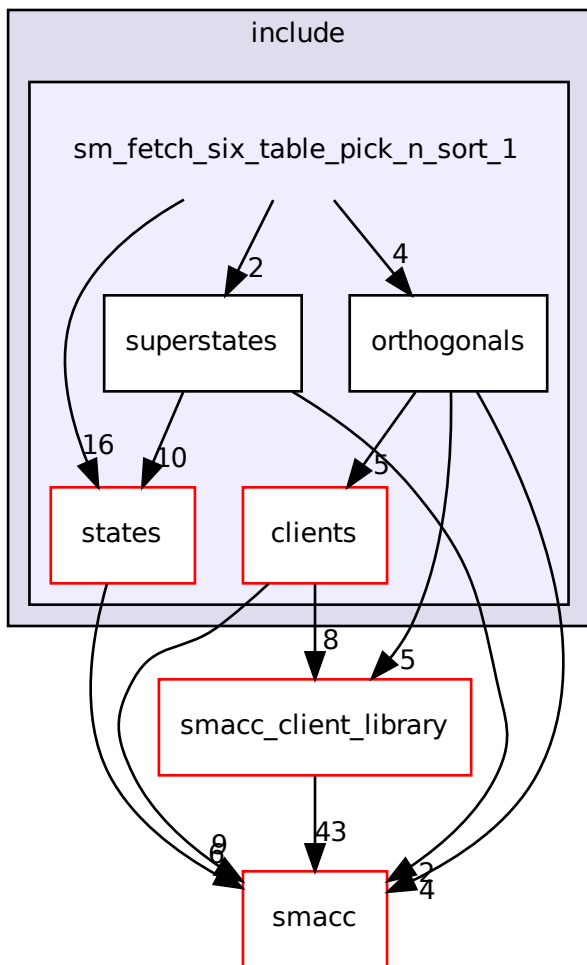 include
sm_fetch_six_table_pick_n_sort_1
2
4
superstates
orthogonals
16
10
5
states
clients
8
5
smacc_client_library
9
6
43
2
4
smacc